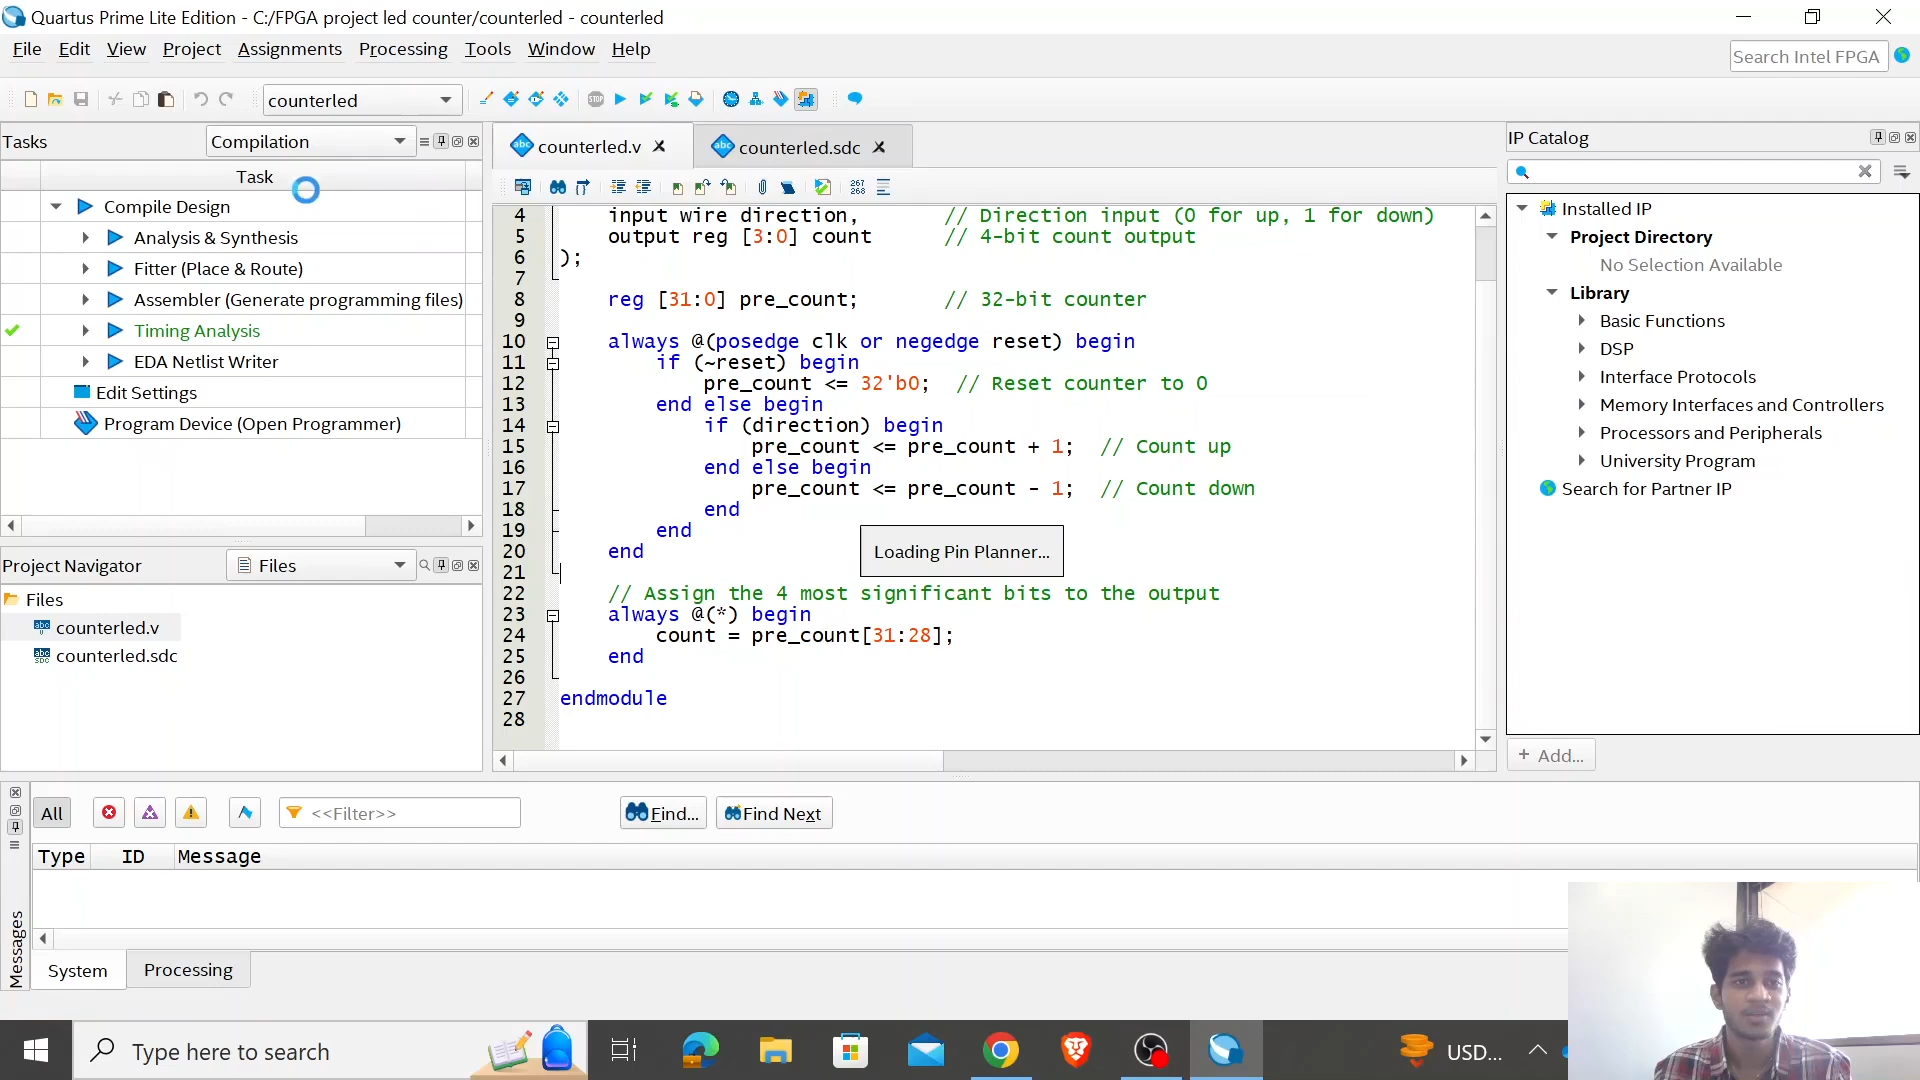 Quartus Prime Lite Edition - C:/FPGA project led counter/counterled - counterled
File Edit View Project Assignments Processing Tools Window Help
Search Intel FPGA
counterled
Tasks Compilation
Task
Compile Design
Analysis & Synthesis
Fitter (Place & Route)
Assembler (Generate programming files)
Timing Analysis
EDA Netlist Writer
Edit Settings
Program Device (Open Programmer)
Project Navigator Files
Files
counterled.v
counterled.sdc
counterled.v counterled.sdc
267
268
4 input wire direction, // Direction input (0 for up, 1 for down)
5 output reg [3:0] count // 4-bit count output
6 );
7
8 reg [31:0] pre_count; // 32-bit counter
9
10 always @(posedge clk or negedge reset) begin
11 if (~reset) begin
12 pre_count <= 32'b0; // Reset counter to 0
13 end else begin
14 if (direction) begin
15 pre_count <= pre_count + 1; // Count up
16 end else begin
17 pre_count <= pre_count - 1; // Count down
18 end
19 end
20 end
21
22 // Assign the 4 most significant bits to the output
23 always @(*) begin
24 count = pre_count[31:28];
25 end
26
27 endmodule
28
Loading Pin Planner...
IP Catalog
Installed IP
Project Directory
No Selection Available
Library
Basic Functions
DSP
Interface Protocols
Memory Interfaces and Controllers
Processors and Peripherals
University Program
Search for Partner IP
+ Add...
All <<Filter>> Find... Find Next
Type ID Message
Messages
System Processing
Type here to search
USD...